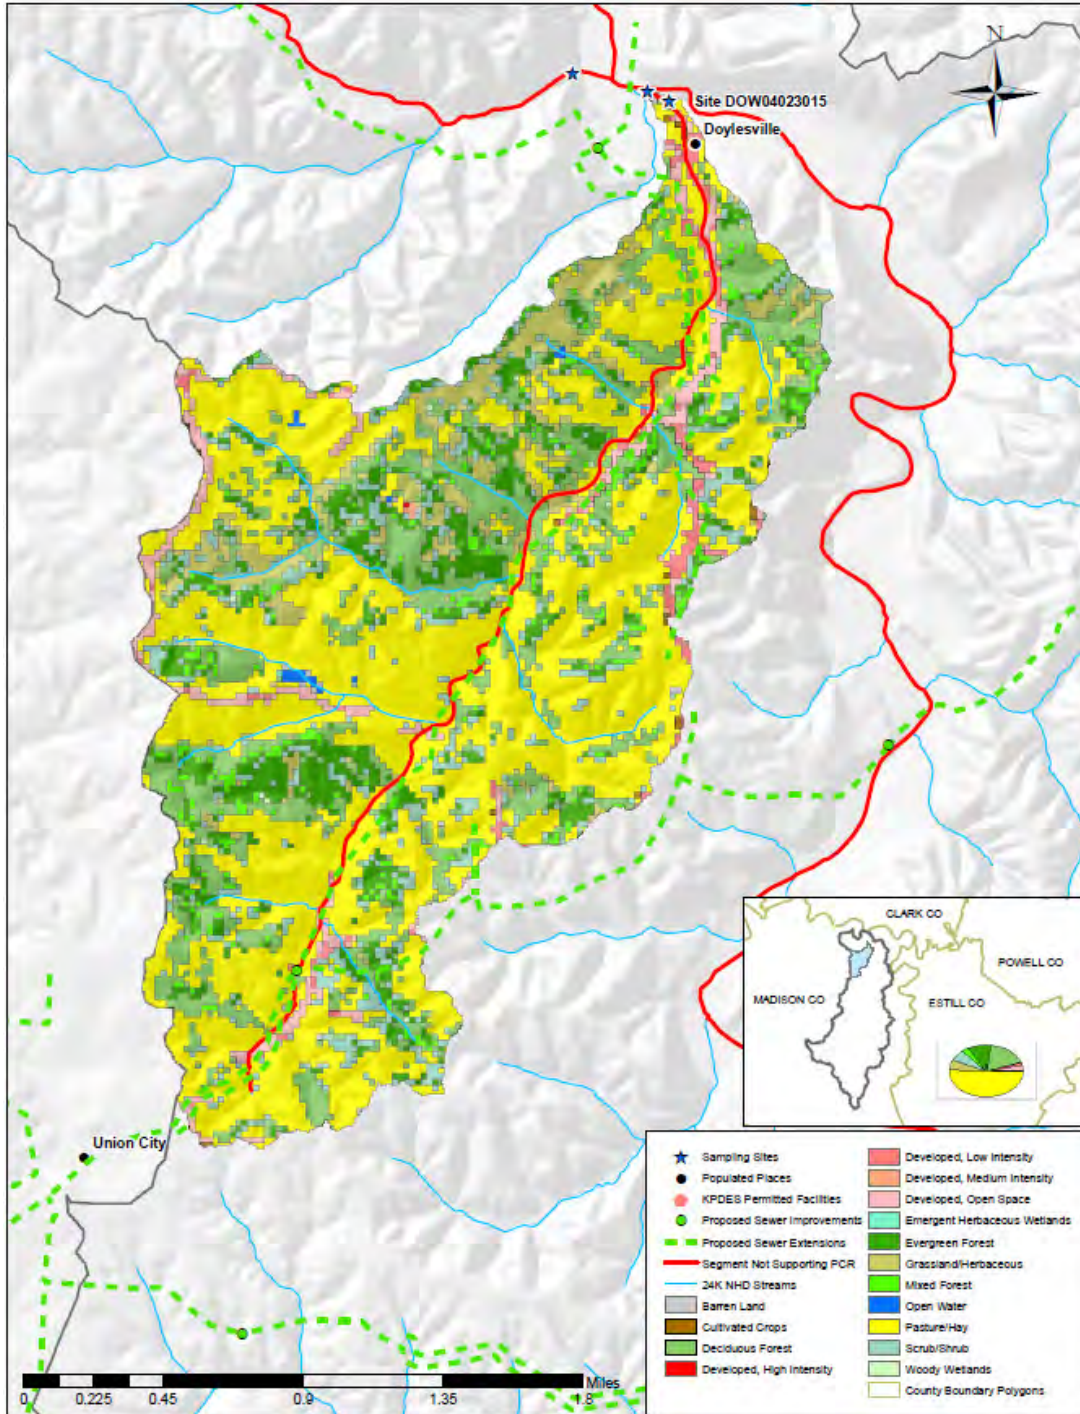 N
Site DOW04023015
Doylesville
CLARK CO
POWELL CO
MADISON CO
ESTILL CO
Union City
Sampling Sites
Populated Places
KPDES Permitted Facilities
Proposed Sewer Improvements
Proposed Sewer Extensions
Segment Not Supporting PCR
24K NHD Streams
Barren Land
Cultivated Crops
Deciduous Forest
Developed, High Intensity
Developed, Low Intensity
Developed, Medium Intensity
Developed, Open Space
Emergent Herbaceous Wetlands
Evergreen Forest
Grassland/Herbaceous
Mixed Forest
Open Water
Pasture/Hay
Scrub/Shrub
Woody Wetlands
County Boundary Polygons
Miles
0 0.225 0.45 0.9 1.35 1.8